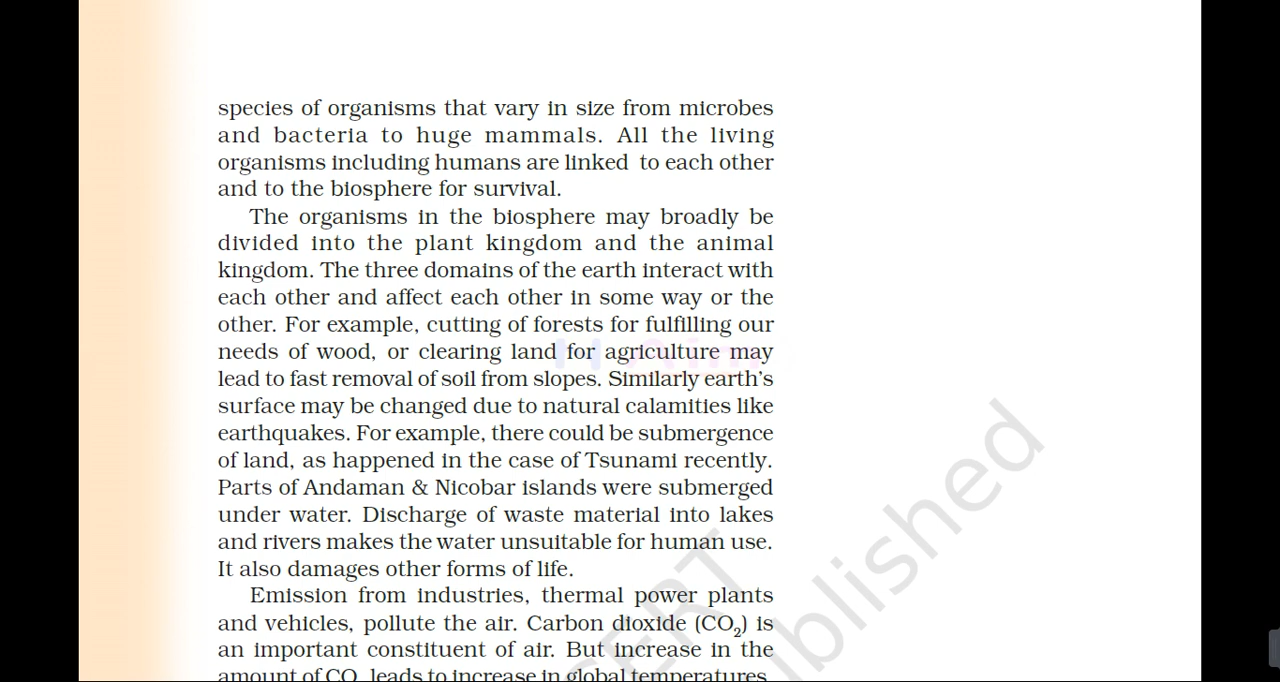 species of organisms that vary in size from microbes
and bacteria to huge mammals. All the living
organisms including humans are linked to each other
and to the biosphere for survival.
The organisms in the biosphere may broadly be
divided into the plant kingdom and the animal
kingdom. The three domains of the earth interact with
each other and affect each other in some way or the
other. For example, cutting of forests for fulfilling our
needs of wood, or clearing land for agriculture may
lead to fast removal of soil from slopes. Similarly earth's
surface may be changed due to natural calamities like
earthquakes. For example, there could be submergence
of land, as happened in the case of Tsunami recently.
Parts of Andaman & Nicobar islands were submerged
under water. Discharge of waste material into lakes
and rivers makes the water unsuitable for human use.
It also damages other forms of life.
Emission from industries, thermal power plants
and vehicles, pollute the air. Carbon dioxide (CO₂) is
an important constituent of air. But increase in the
amount of CO leads to increase in global temperatures